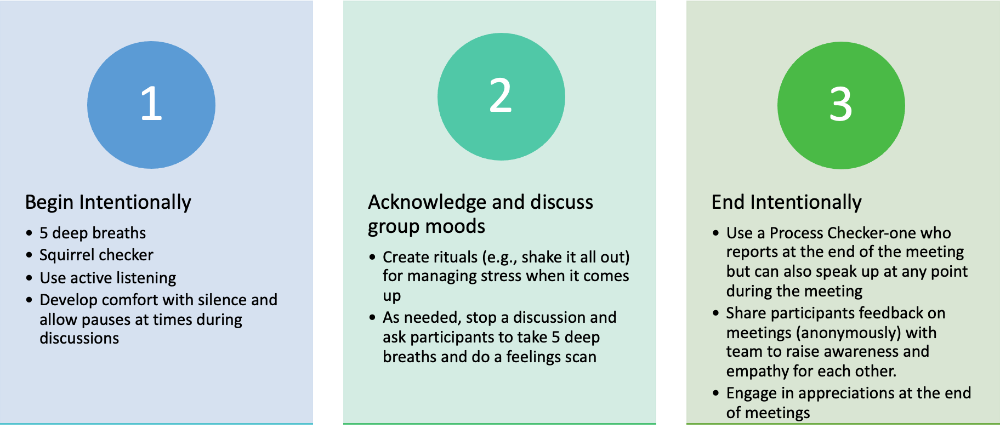 1
Begin Intentionally
• 5 deep breaths
• Squirrel checker
• Use active listening
• Develop comfort with silence and
allow pauses at times during
discussions
2
Acknowledge and discuss
group moods
• Create rituals (e.g., shake it all out)
for managing stress when it comes
up
• As needed, stop a discussion and
ask participants to take 5 deep
breaths and do a feelings scan
3
End Intentionally
• Use a Process Checker-one who
reports at the end of the meeting
but can also speak up at any point
during the meeting
• Share participants feedback on
meetings (anonymously) with
team to raise awareness and
empathy for each other.
• Engage in appreciations at the end
of meetings